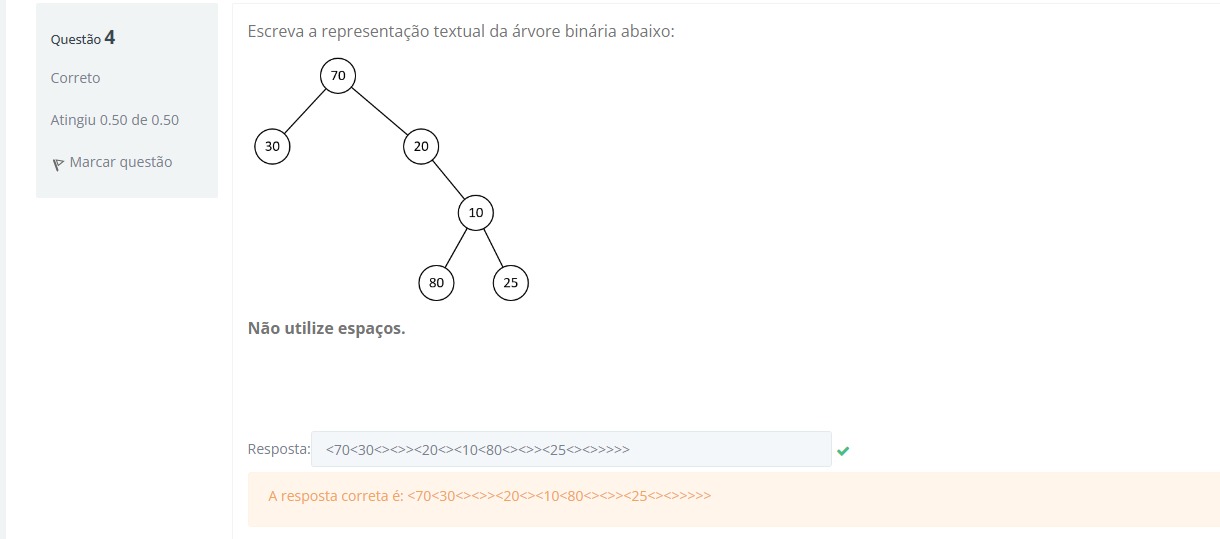 Questão 4
Correto
Atingiu 0.50 de 0.50
Marcar questão
Escreva a representação textual da árvore binária abaixo:
70
30
20
10
80
25
Não utilize espaços.
Resposta: <70<30<><>><20<><10<80<><>><25<><>>>>>
A resposta correta é: <70<30<><>><20<><10<80<><>><25<><>>>>>